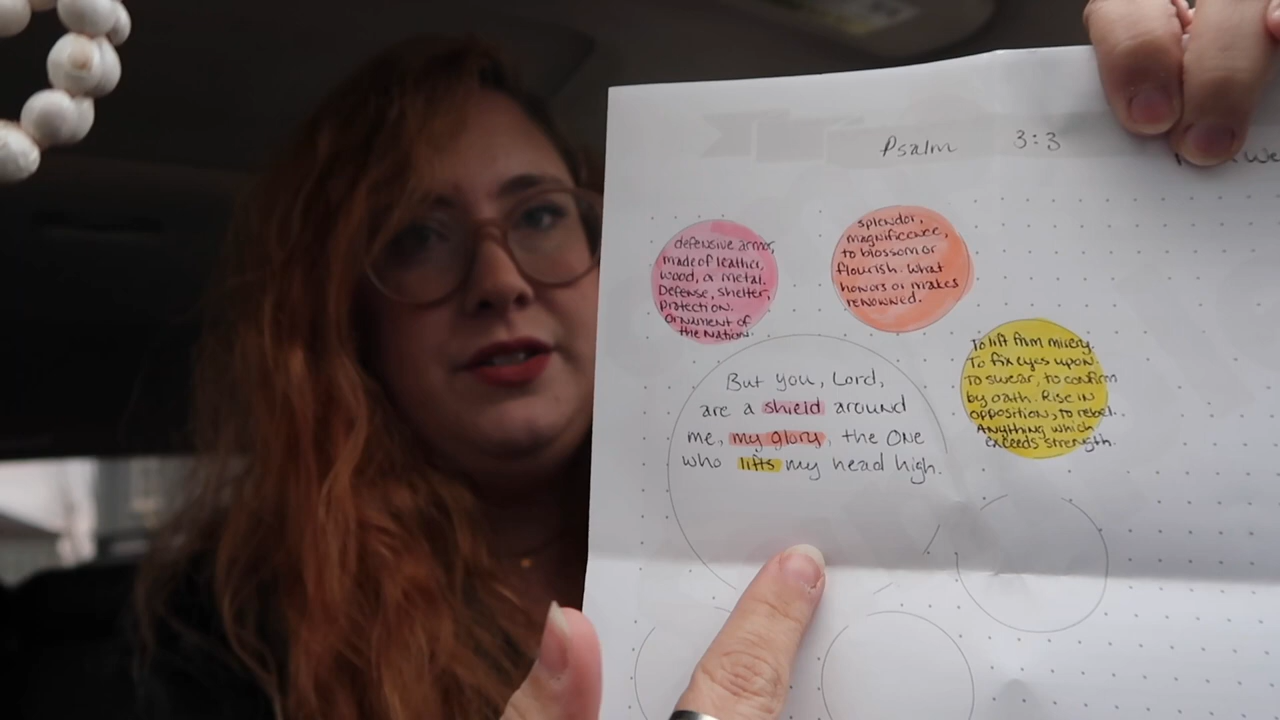 Psalm 3:3
defensive armor,
made of leather,
wood, or metal.
Defense, shelter,
protection.
Ornament of
the nation.
splendor,
magnificence,
to blossom or
flourish. What
honors or makes
renowned.
To lift from misery.
To fix eyes upon.
To swear, to confirm
by oath. Rise in
opposition, to rebel.
Anything which
exceeds strength.
But you, Lord,
are a shield around
me, my glory, the One
who lifts my head high.